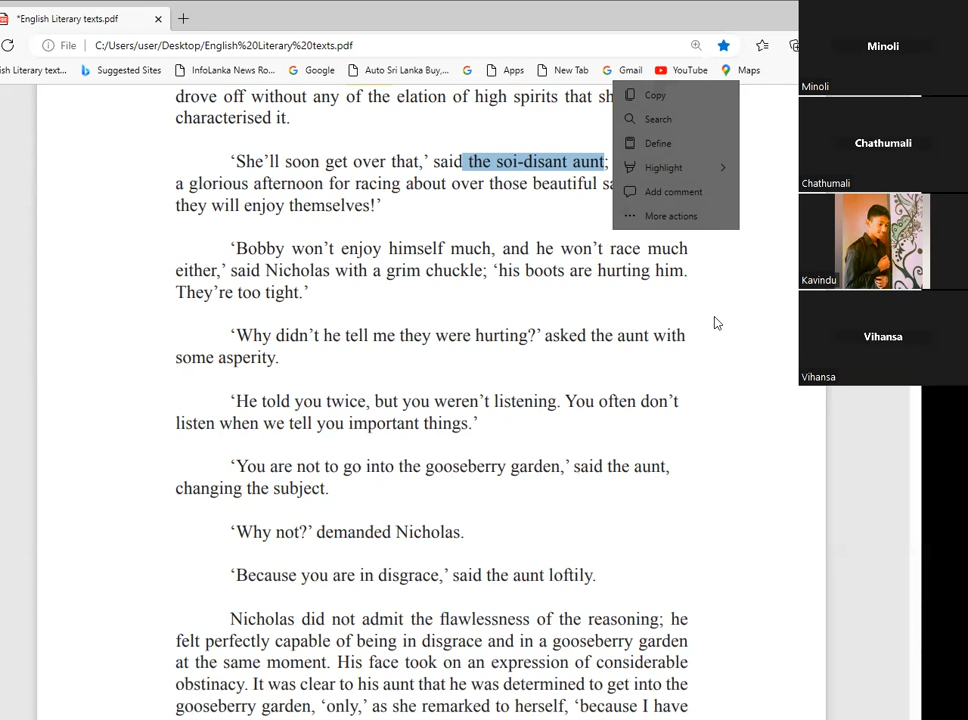 *English Literary texts.pdf
File C:/Users/user/Desktop/English%20Literary%20texts.pdf
ish Literary text... Suggested Sites InfoLanka News Ro... Google Auto Sri Lanka Buy,... Apps New Tab Gmail YouTube Maps
drove off without any of the elation of high spirits that sh
characterised it.
‘She’ll soon get over that,’ said the soi-disant aunt;
a glorious afternoon for racing about over those beautiful sa
they will enjoy themselves!’
‘Bobby won’t enjoy himself much, and he won’t race much
either,’ said Nicholas with a grim chuckle; ‘his boots are hurting him.
They’re too tight.’
‘Why didn’t he tell me they were hurting?’ asked the aunt with
some asperity.
‘He told you twice, but you weren’t listening. You often don’t
listen when we tell you important things.’
‘You are not to go into the gooseberry garden,’ said the aunt,
changing the subject.
‘Why not?’ demanded Nicholas.
‘Because you are in disgrace,’ said the aunt loftily.
Nicholas did not admit the flawlessness of the reasoning; he
felt perfectly capable of being in disgrace and in a gooseberry garden
at the same moment. His face took on an expression of considerable
obstinacy. It was clear to his aunt that he was determined to get into the
gooseberry garden, ‘only,’ as she remarked to herself, ‘because I have
Copy
Search
Define
Highlight
Add comment
More actions
Minoli
Minoli
Chathumali
Chathumali
Kavindu
Vihansa
Vihansa